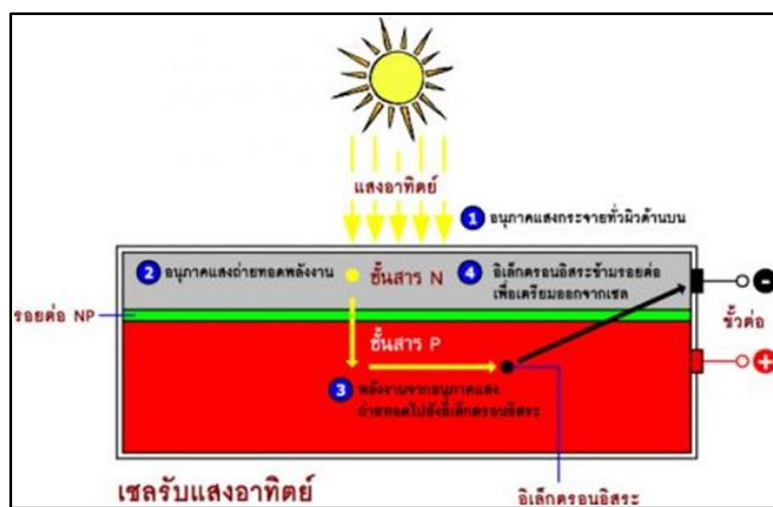 แสงอาทิตย์
1 อนุภาคแสงกระจายทั่วผิวด้านบน
2 อนุภาคแสงถ่ายทอดพลังงาน
ชั้นสาร N
4 อิเล็กตรอนอิสระข้ามรอยต่อ
เพื่อเตรียมออกจากเซล
-
รอยต่อ NP
ขั้วต่อ
ชั้นสาร P
+
3 พลังงานจากอนุภาคแสง
ถ่ายทอดไปยังอิเล็กตรอนอิสระ
เซลรับแสงอาทิตย์
อิเล็กตรอนอิสระ